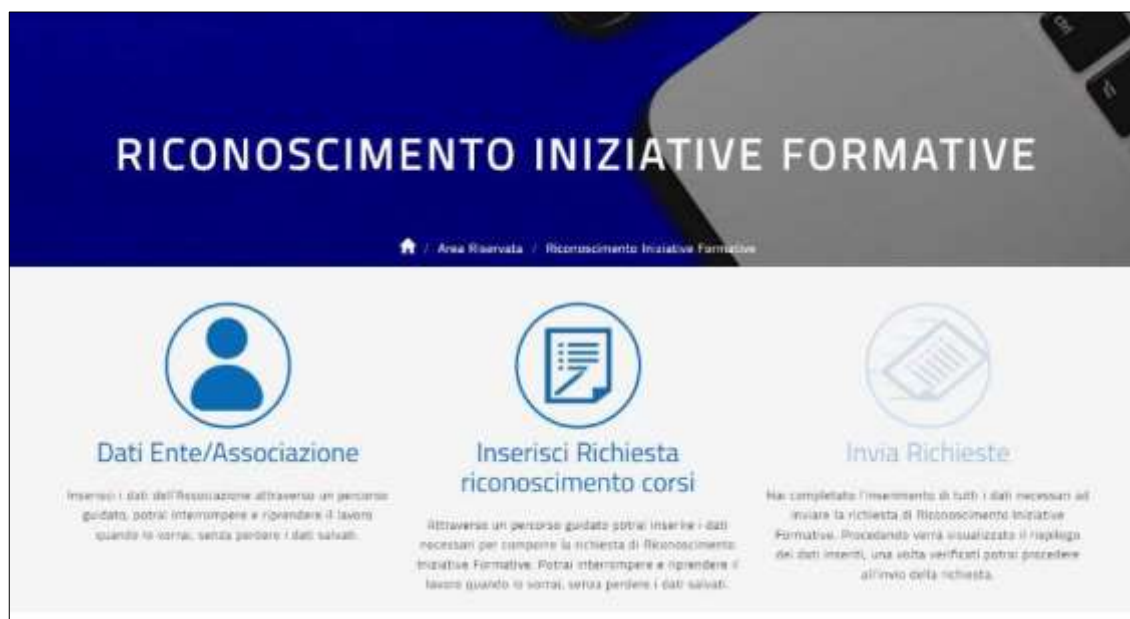 RICONOSCIMENTO INIZIATIVE FORMATIVE
/ Area Riservata / Riconoscimento Iniziative Formative
Dati Ente/Associazione
Inserisci i dati dell'Associazione attraverso un percorso
guidato, potrai interrompere e riprendere il lavoro
quando lo vorrai, senza perdere i dati salvati.
Inserisci Richiesta
riconoscimento corsi
Attraverso un percorso guidato potrai inserire i dati
necessari per comporre la richiesta di Riconoscimento
Iniziative Formative. Potrai interrompere e riprendere il
lavoro quando lo vorrai, senza perdere i dati salvati.
Invia Richieste
Hai completato l'inserimento di tutti i dati necessari ad
inviare la richiesta di Riconoscimento Iniziative
Formative. Procedendo verrà visualizzato il riepilogo
dei dati inseriti, una volta verificati potrai procedere
all'invio della richiesta.